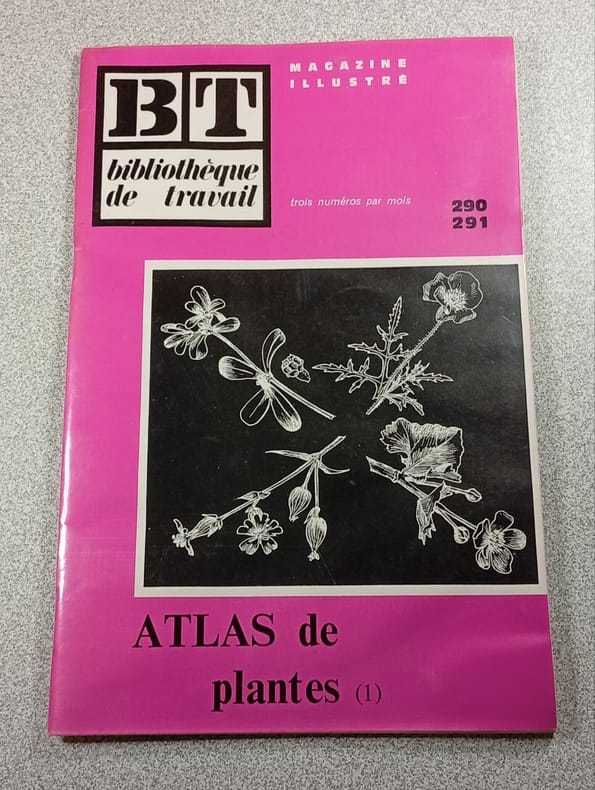 BT
bibliothèque
de travail
MAGAZINE
ILLUSTRÉ
trois numéros par mois
290
291
ATLAS de
plantes (1)